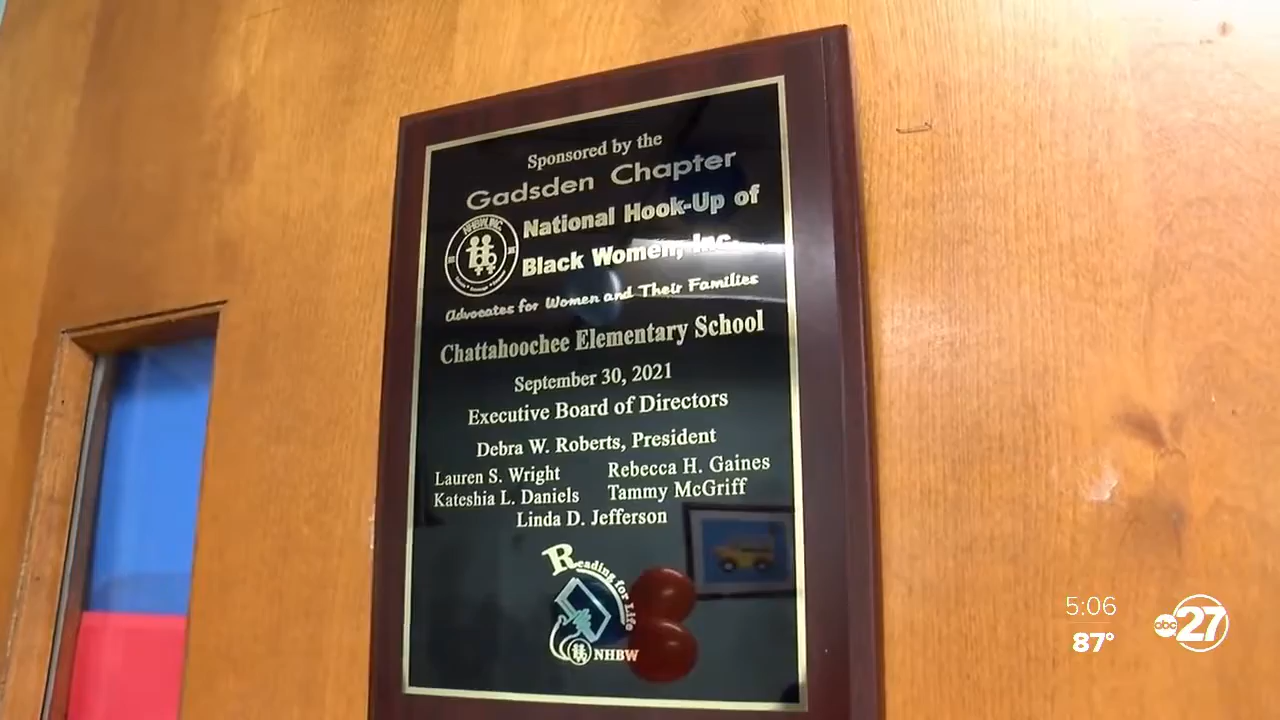 Sponsored by the
Gadsden Chapter
NHBW, INC.
National Hook-Up of
Black Women, Inc.
Advocates for Women and Their Families
Chattahoochee Elementary School
September 30, 2021
Executive Board of Directors
Debra W. Roberts, President
Lauren S. Wright Rebecca H. Gaines
Kateshia L. Daniels Tammy McGriff
Linda D. Jefferson
Reading for Life
NHBW
5:06
87°
abc 27